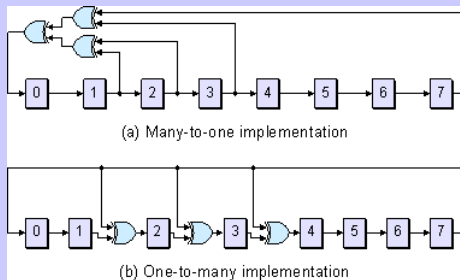 0 1 2 3 4 5 6 7
(a) Many-to-one implementation
0 1 2 3 4 5 6 7
(b) One-to-many implementation